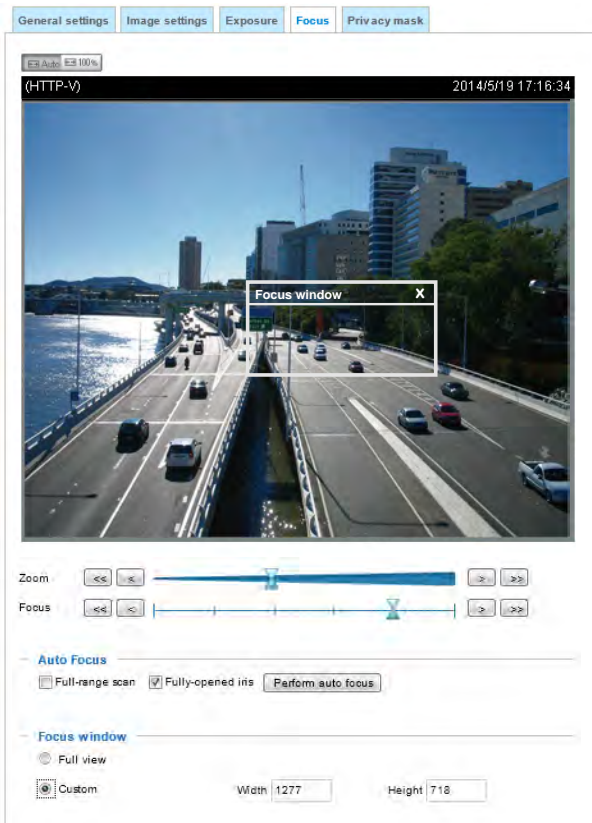 General settings Image settings Exposure Focus Privacy mask
Auto 100%
(HTTP-V) 2014/5/19 17:16:34
Focus window X
Zoom << < > >>
Focus << < > >>
Auto Focus
Full-range scan Fully-opened iris Perform auto focus
Focus window
Full view
Custom Width 1277 Height 718